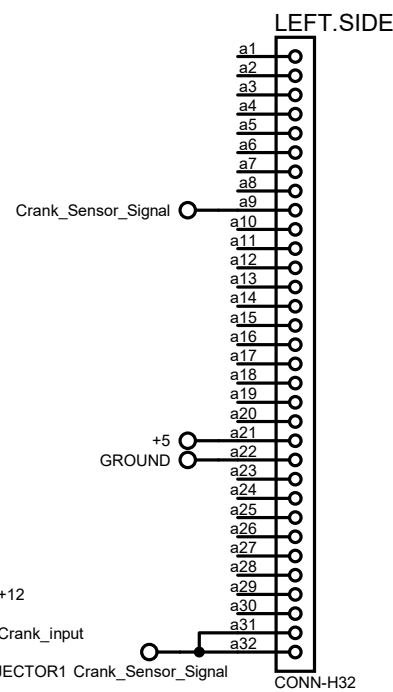 LEFT.SIDE
a1
a2
a3
a4
a5
a6
a7
a8
Crank_Sensor_Signal a9
a10
a11
a12
a13
a14
a15
a16
a17
a18
a19
a20
+5 a21
GROUND a22
a23
a24
a25
a26
a27
a28
+12 a29
a30
Crank_input a31
a32
JECTOR1 Crank_Sensor_Signal
CONN-H32